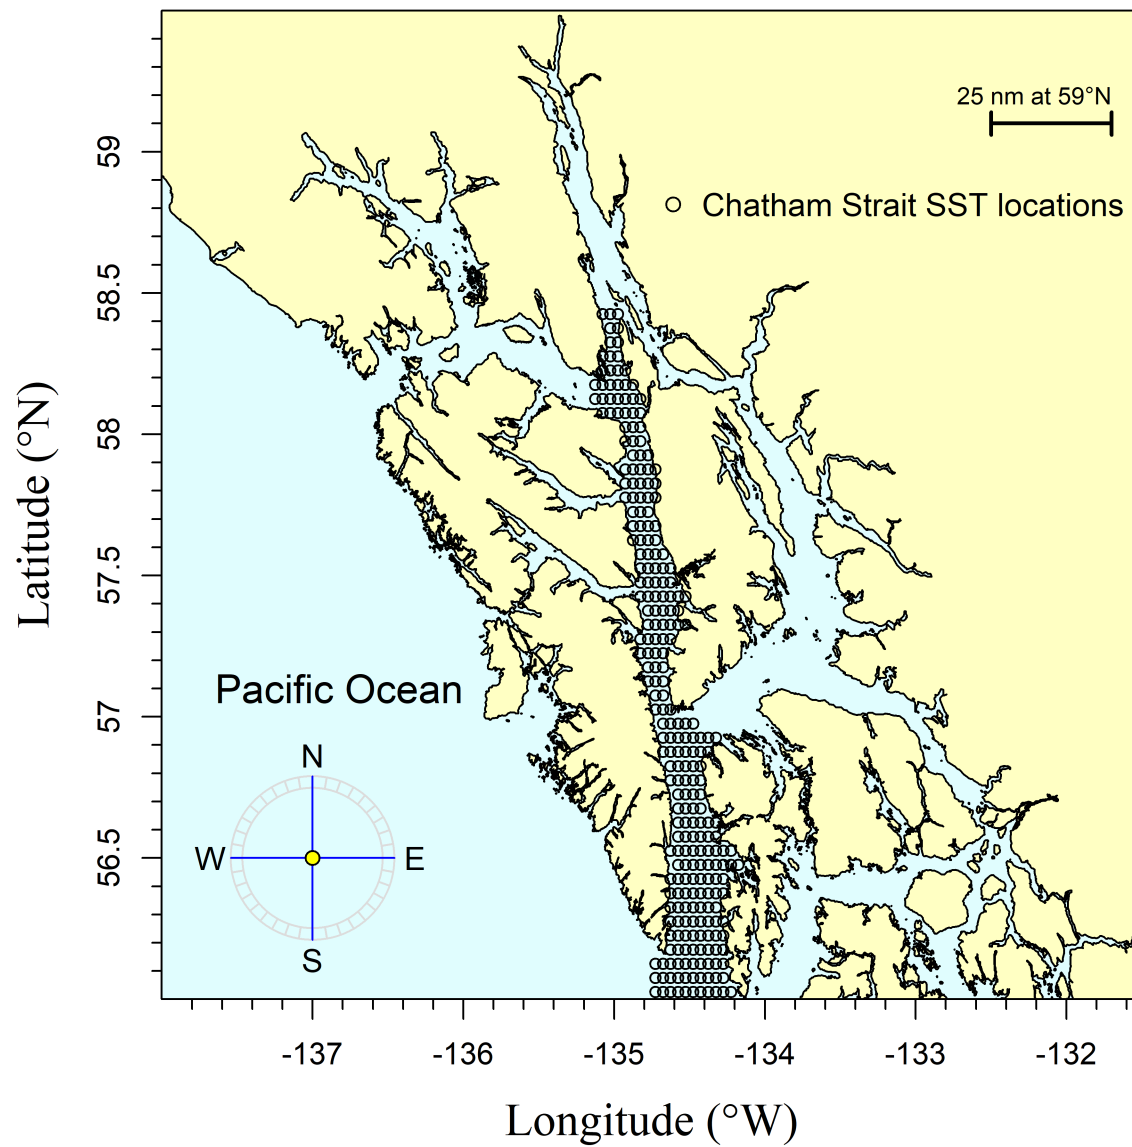 25 nm at 59°N
Chatham Strait SST locations
59
58.5
58
57.5
57
56.5
Latitude (°N)
Pacific Ocean
N
W
E
S
-137
-136
-135
-134
-133
-132
Longitude (°W)